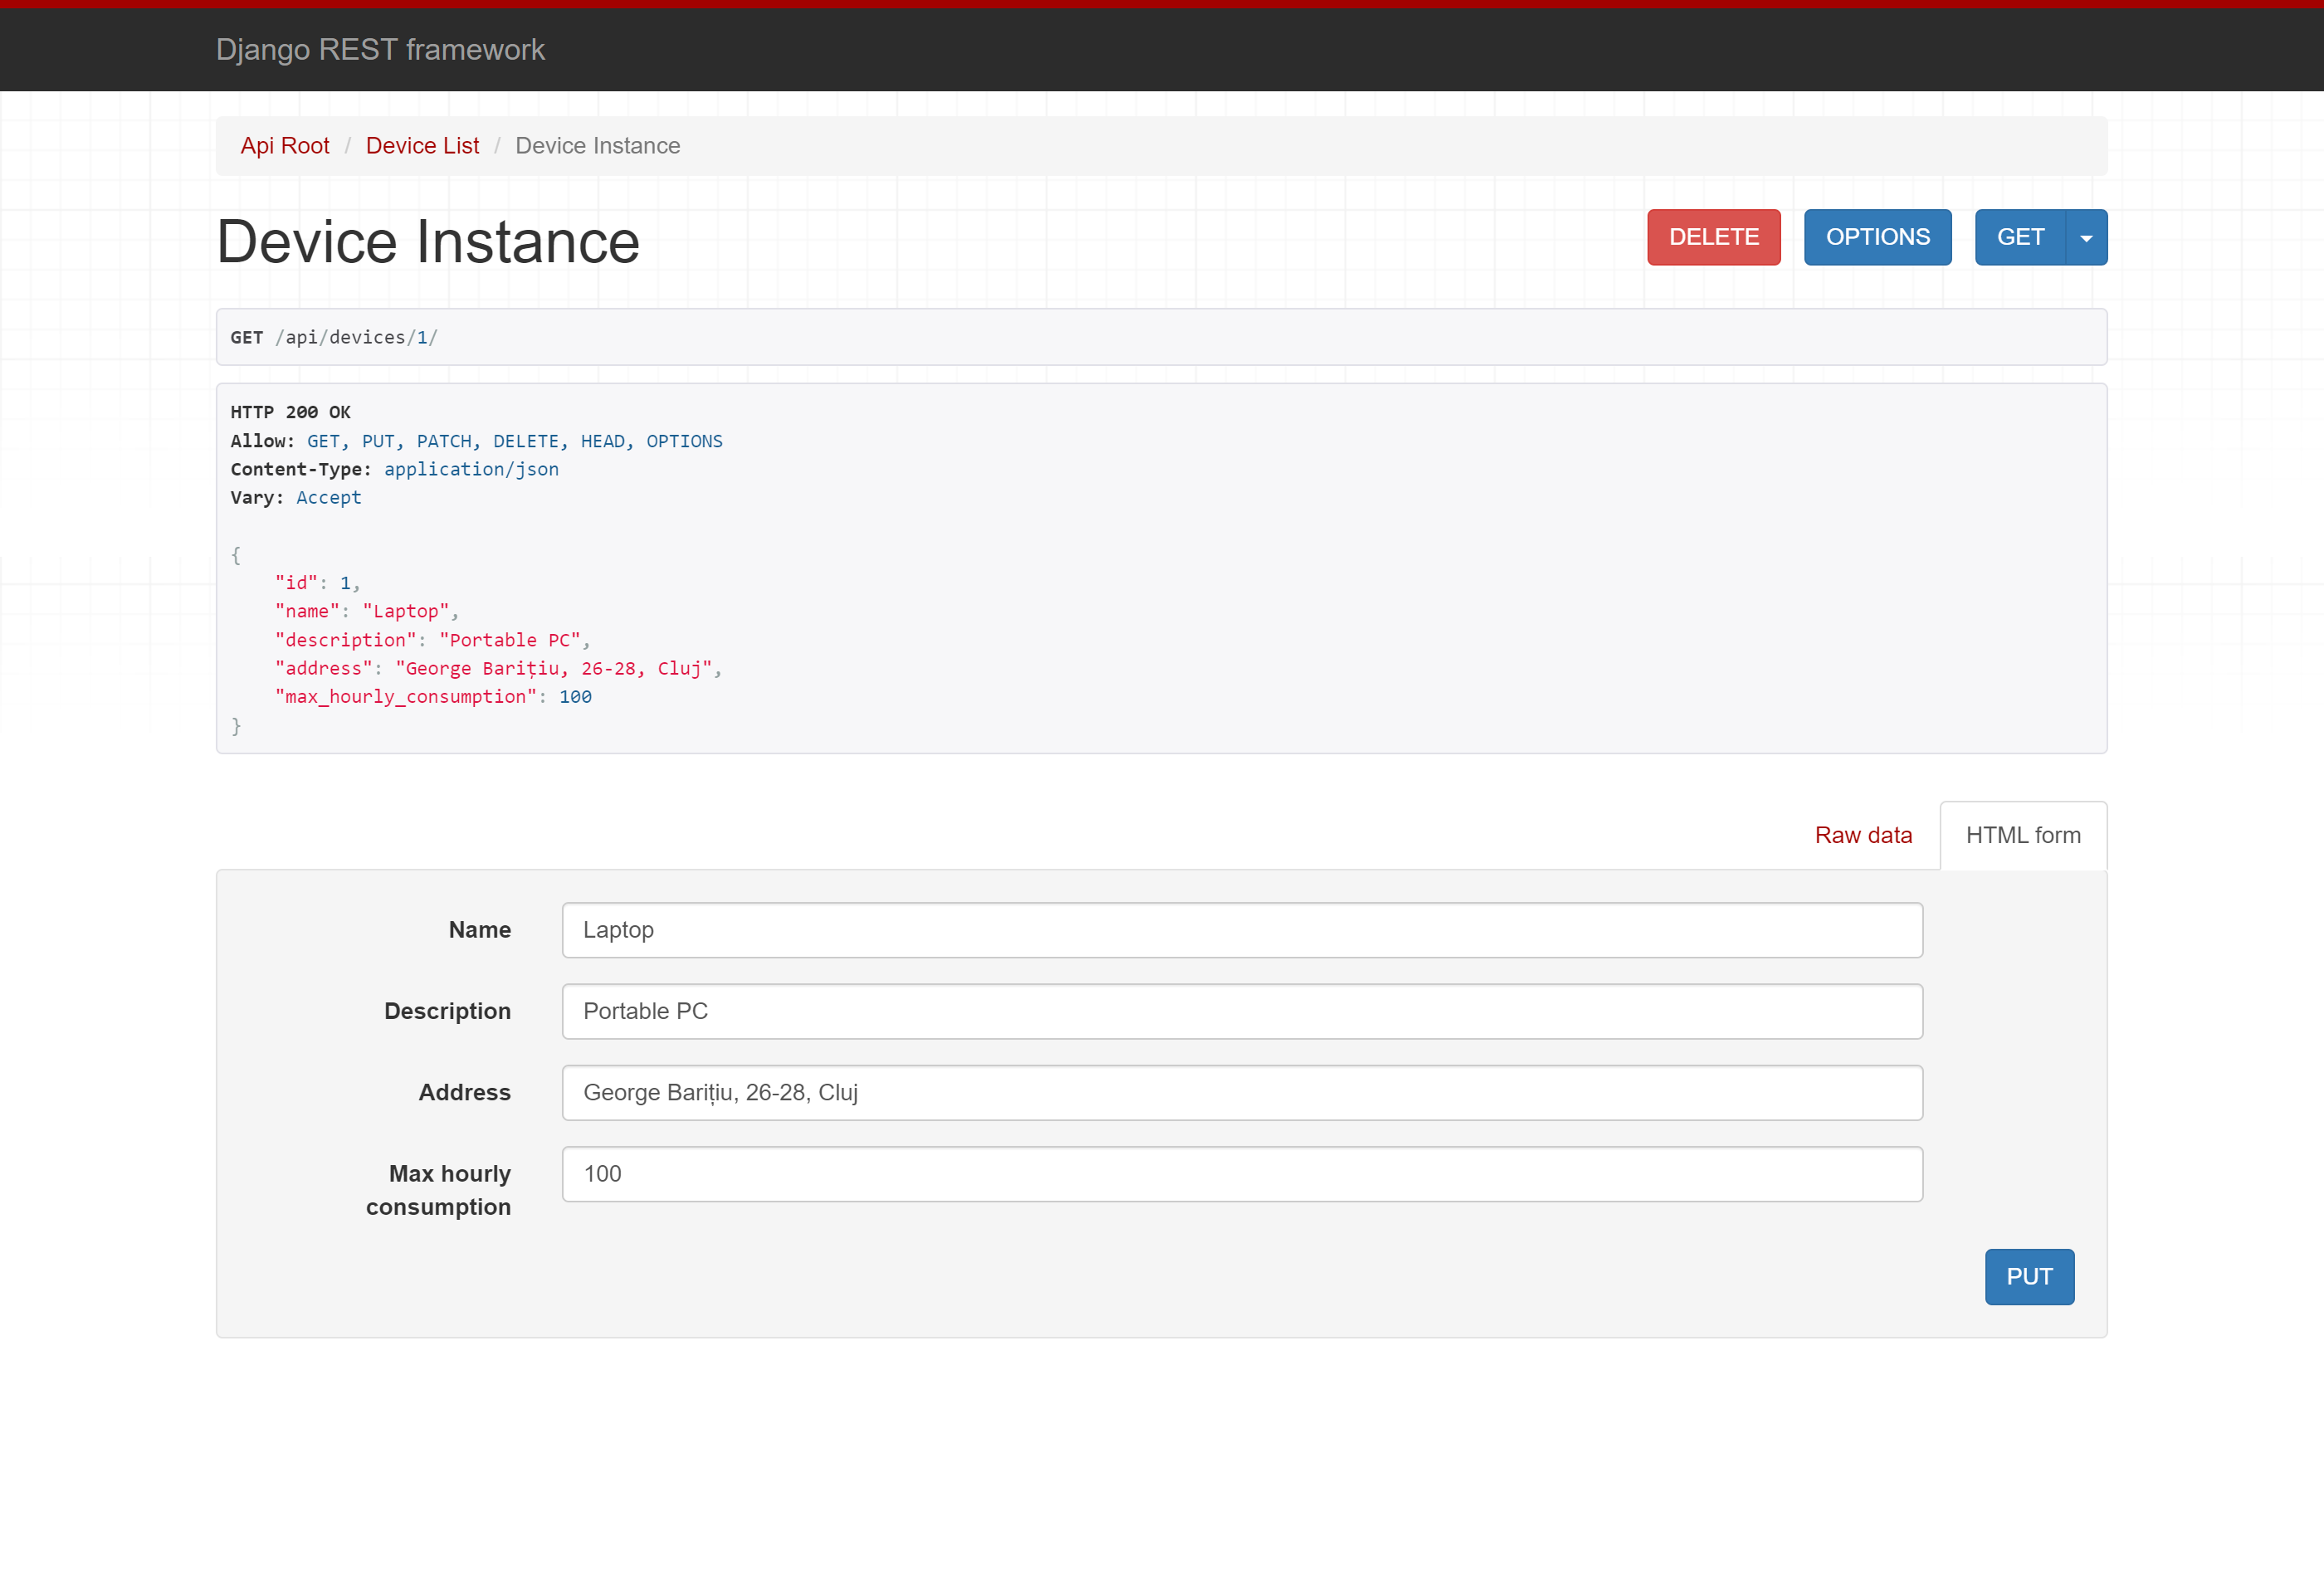 Django REST framework
Api Root / Device List / Device Instance
Device Instance
DELETE OPTIONS GET
GET /api/devices/1/
HTTP 200 OK
Allow: GET, PUT, PATCH, DELETE, HEAD, OPTIONS
Content-Type: application/json
Vary: Accept
{
    "id": 1,
    "name": "Laptop",
    "description": "Portable PC",
    "address": "George Barițiu, 26-28, Cluj",
    "max_hourly_consumption": 100
}
Raw data HTML form
Name Laptop
Description Portable PC
Address George Barițiu, 26-28, Cluj
Max hourly 100
consumption
PUT